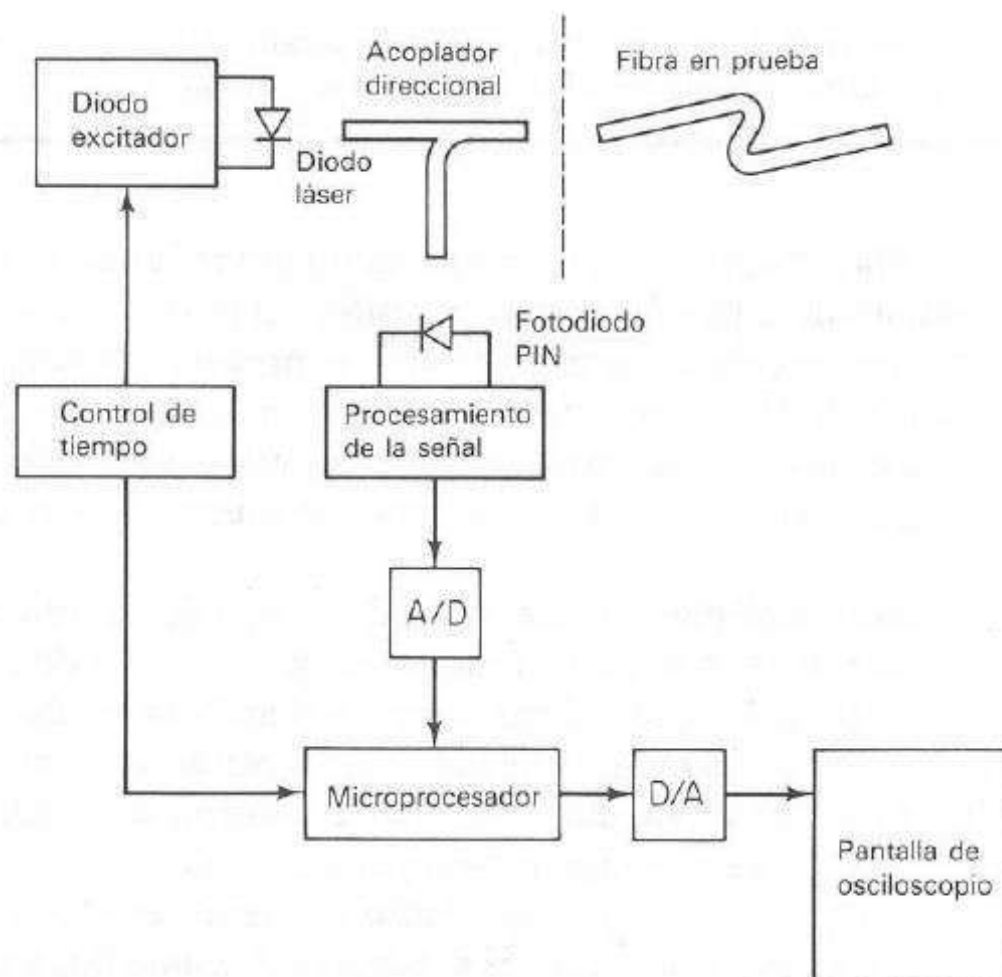 Acoplador
direccional
Fibra en prueba
Diodo
excitador
Diodo
láser
Fotodiodo
PIN
Control de
tiempo
Procesamiento
de la señal
A/D
Microprocesador
D/A
Pantalla de
osciloscopio